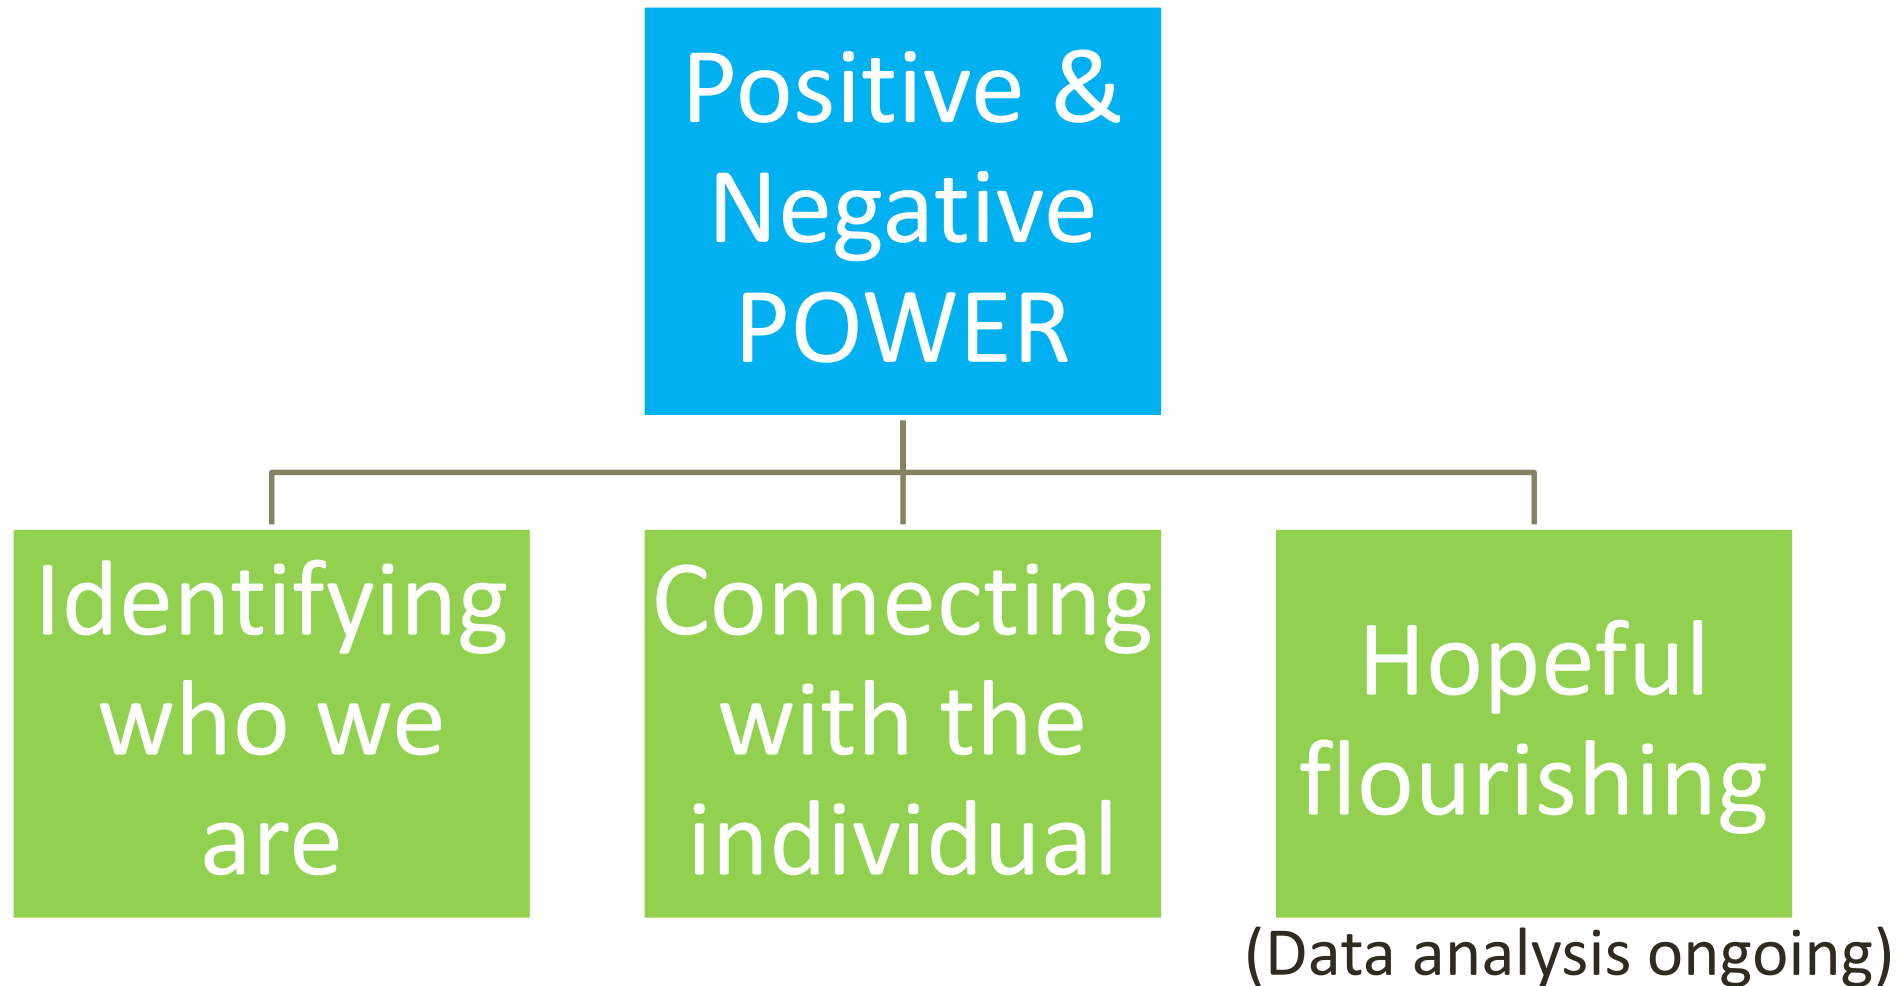 Positive &
Negative
POWER
Identifying
who we
are
Connecting
with the
individual
Hopeful
flourishing
(Data analysis ongoing)